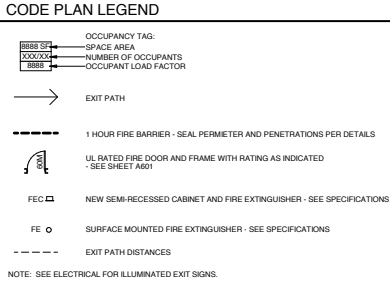 CODE PLAN LEGEND
OCCUPANCY TAG:
8888 SF SPACE AREA
XXX/XX NUMBER OF OCCUPANTS
8888 OCCUPANT LOAD FACTOR
EXIT PATH
1 HOUR FIRE BARRIER - SEAL PERMIETER AND PENETRATIONS PER DETAILS
60M
UL RATED FIRE DOOR AND FRAME WITH RATING AS INDICATED
- SEE SHEET A601
FEC NEW SEMI-RECESSED CABINET AND FIRE EXTINGUISHER - SEE SPECIFICATIONS
FE SURFACE MOUNTED FIRE EXTINGUISHER - SEE SPECIFICATIONS
EXIT PATH DISTANCES
NOTE: SEE ELECTRICAL FOR ILLUMINATED EXIT SIGNS.